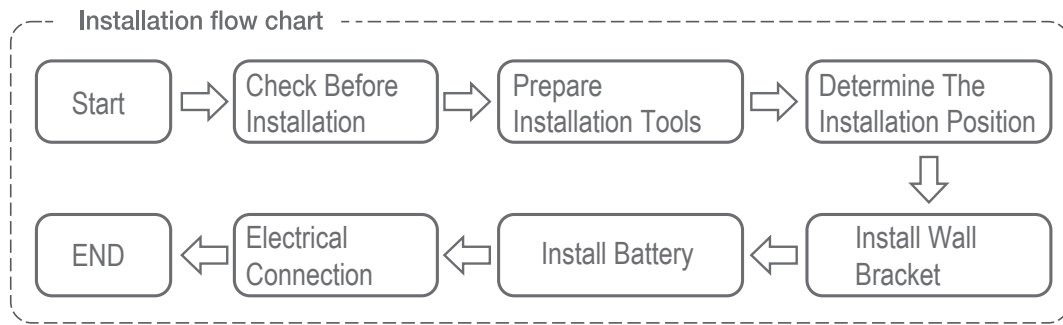 Installation flow chart
Start
Check Before
Installation
Prepare
Installation Tools
Determine The
Installation Position
Install Wall
Bracket
Install Battery
Electrical
Connection
END